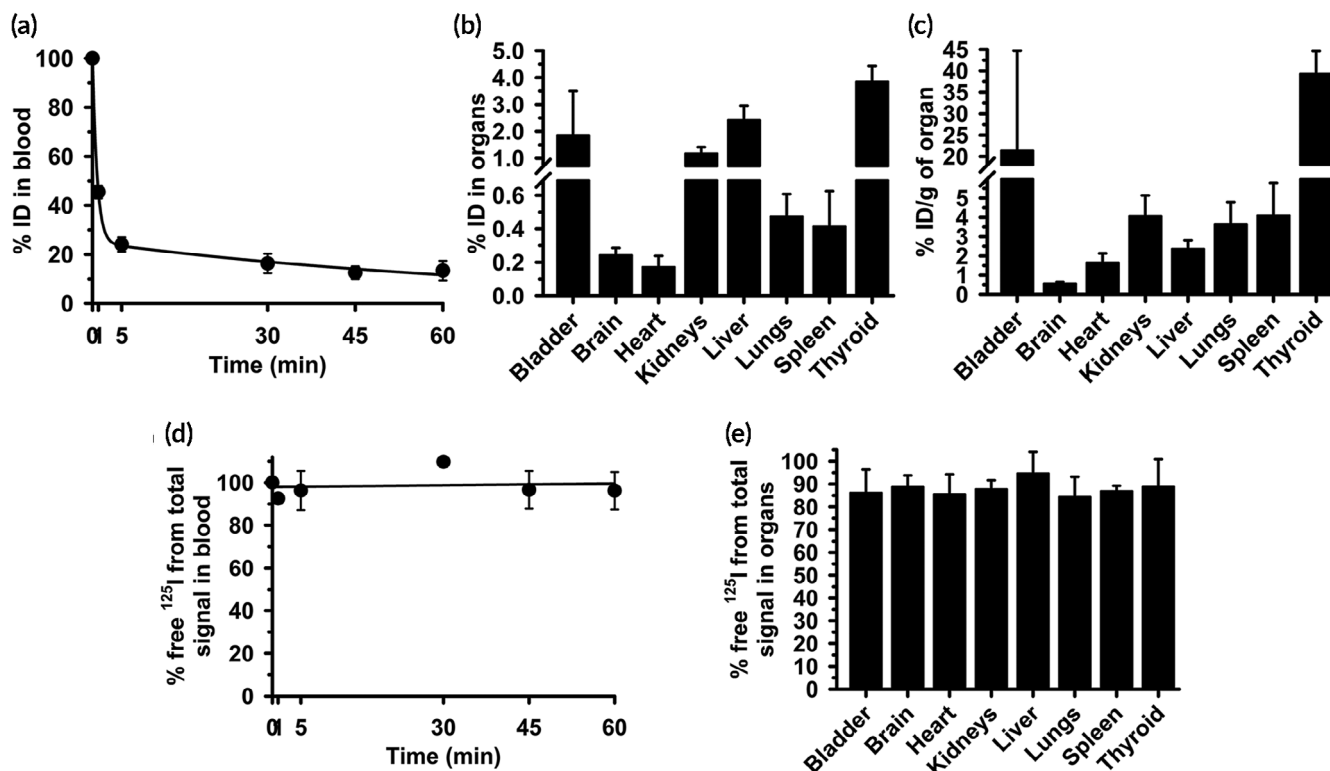 (a)
% ID in blood
100
80
60
40
20
0
0 1 5 30 45 60
Time (min)
(b)
% ID in organs
5.0
4.0
3.0
2.0
1.0
0.6
0.4
0.2
0.0
Bladder
Brain
Heart
Kidneys
Liver
Lungs
Spleen
Thyroid
(c)
% ID/g of organ
45
40
35
30
25
20
5
4
3
2
1
0
Bladder
Brain
Heart
Kidneys
Liver
Lungs
Spleen
Thyroid
(d)
% free ¹²⁵I from total
signal in blood
100
80
60
40
20
0
0 1 5 30 45 60
Time (min)
(e)
% free ¹²⁵I from total
signal in organs
100
90
80
70
60
50
40
30
20
10
0
Bladder
Brain
Heart
Kidneys
Liver
Lungs
Spleen
Thyroid